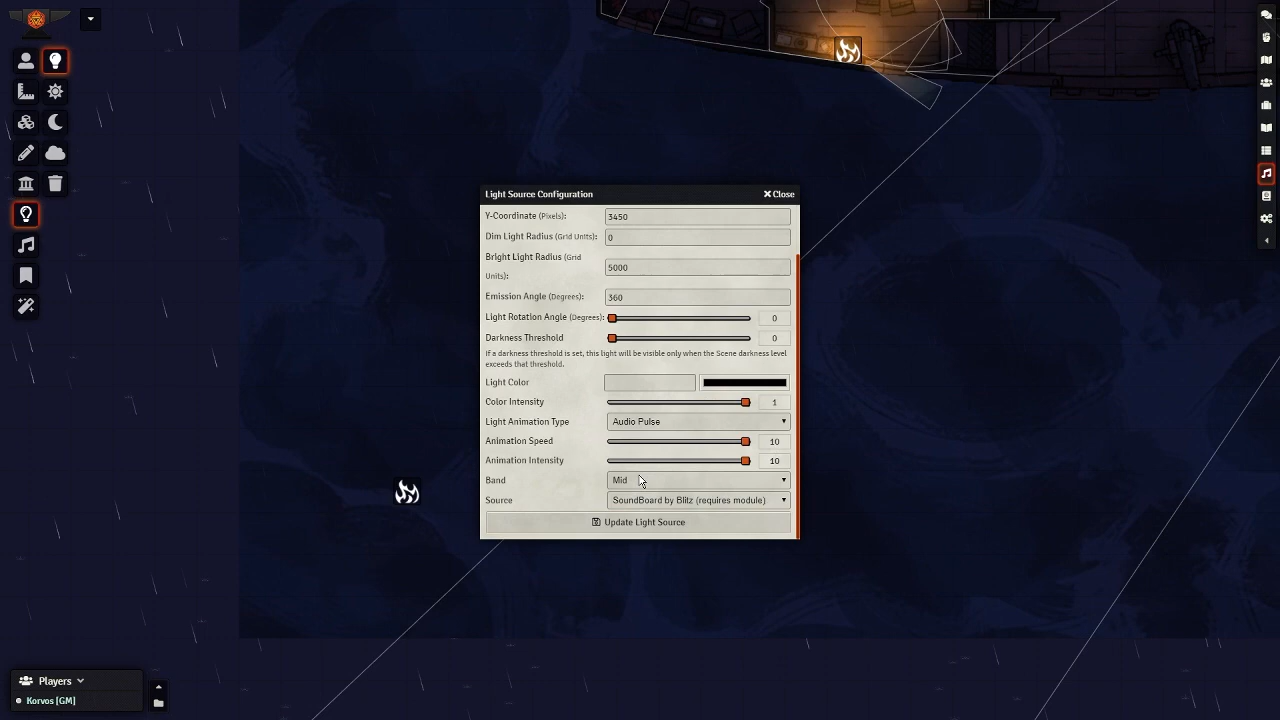 Light Source Configuration
Close
Y-Coordinate (Pixels):
3450
Dim Light Radius (Grid Units):
0
Bright Light Radius (Grid
Units):
5000
Emission Angle (Degrees):
360
Light Rotation Angle (Degrees):
0
Darkness Threshold
0
If a darkness threshold is set, this light will be visible only when the Scene darkness level
exceeds that threshold.
Light Color
Color Intensity
1
Light Animation Type
Audio Pulse
Animation Speed
10
Animation Intensity
10
Band
Mid
Source
SoundBoard by Blitz (requires module)
Update Light Source
Players
Korvos [GM]